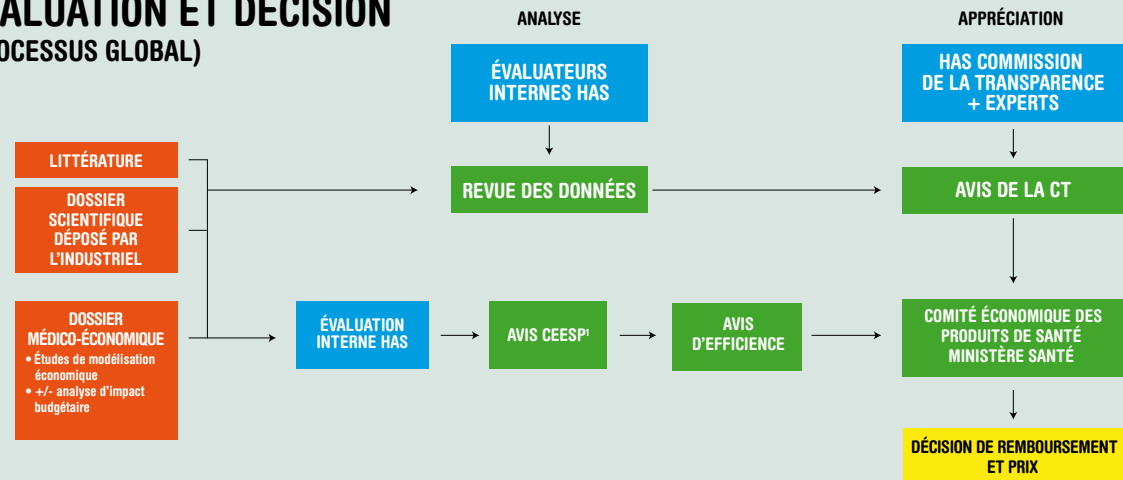 ALUATION ET DÉCISION
OCESSUS GLOBAL)
ANALYSE
APPRÉCIATION
ÉVALUATEURS
INTERNES HAS
HAS COMMISSION
DE LA TRANSPARENCE
+ EXPERTS
LITTÉRATURE
DOSSIER
SCIENTIFIQUE
DÉPOSÉ PAR
L'INDUSTRIEL
REVUE DES DONNÉES
AVIS DE LA CT
DOSSIER
MÉDICO-ÉCONOMIQUE
• Études de modélisation
économique
• +/- analyse d'impact
budgétaire
ÉVALUATION
INTERNE HAS
AVIS CEESP¹
AVIS
D'EFFICIENCE
COMITÉ ÉCONOMIQUE DES
PRODUITS DE SANTÉ
MINISTÈRE SANTÉ
DÉCISION DE REMBOURSEMENT
ET PRIX